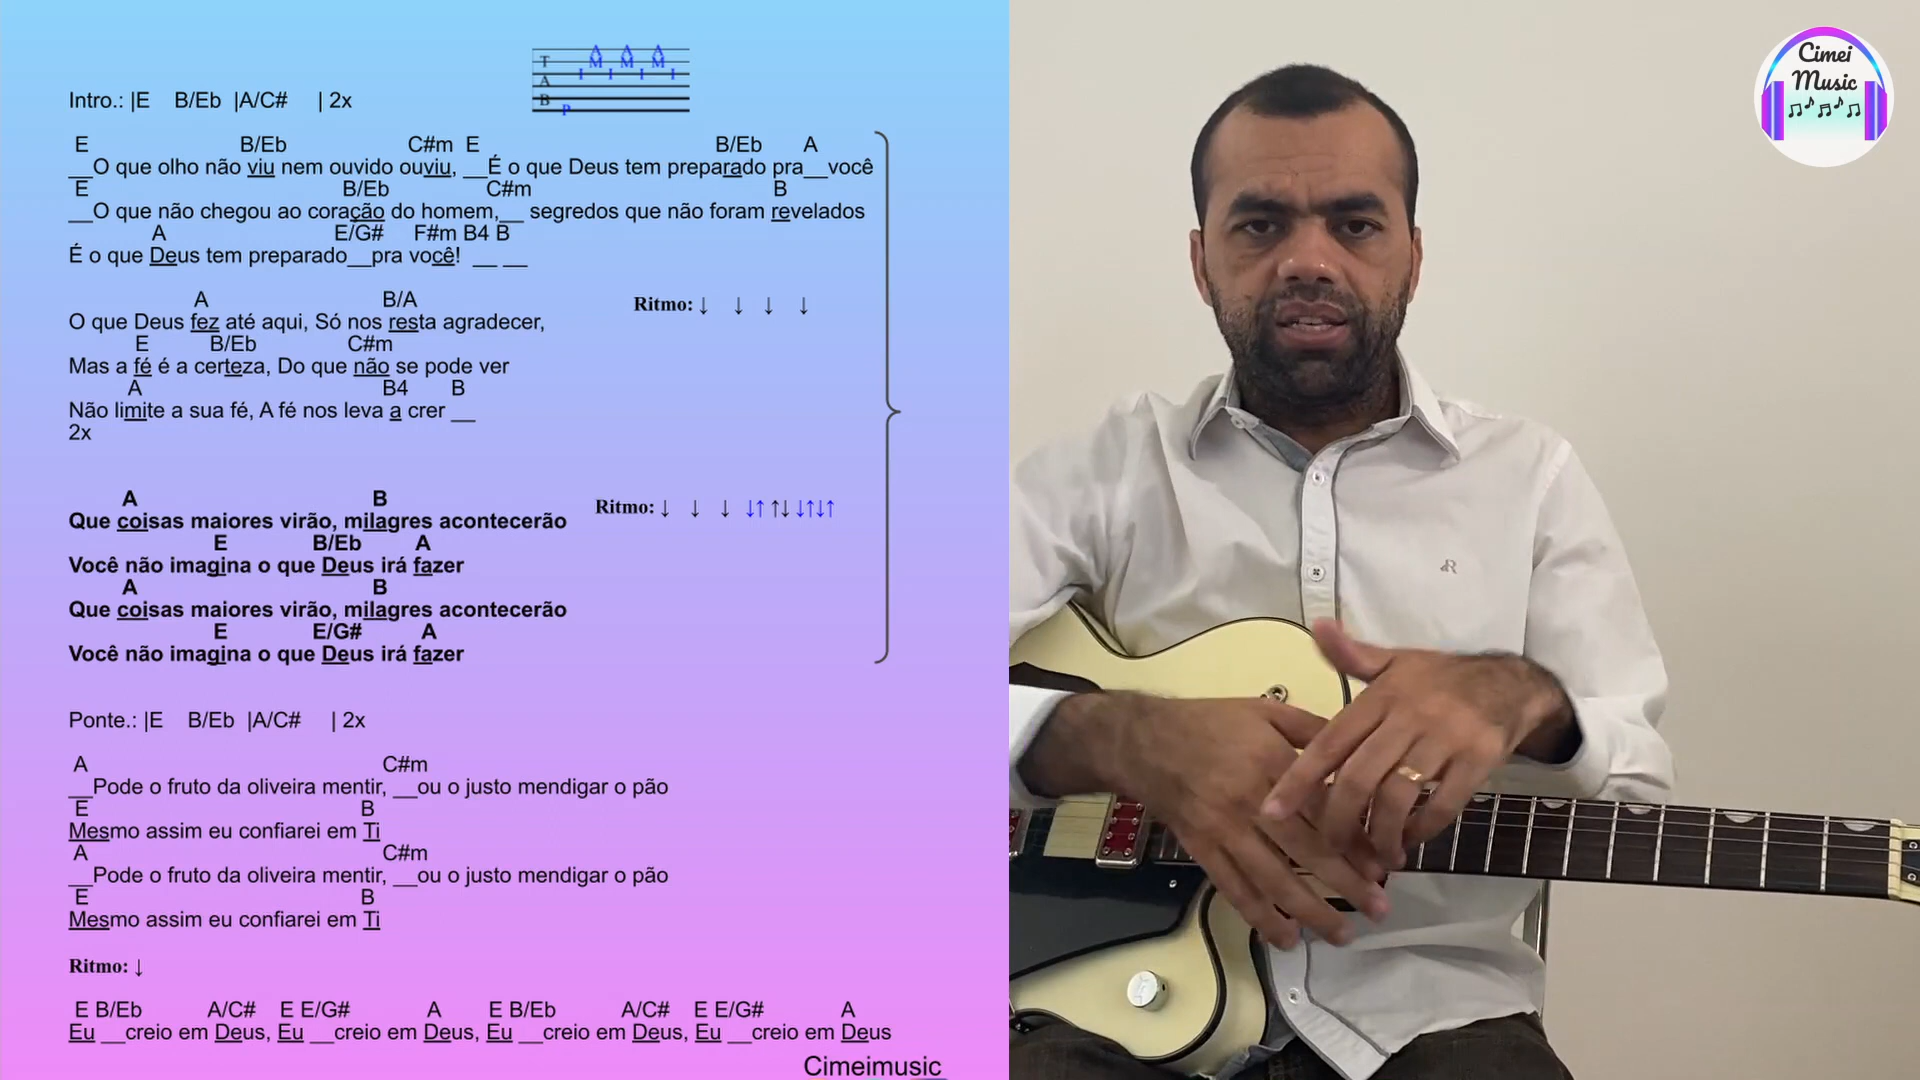 Intro.: |E    B/Eb  |A/C#     | 2x
T
A
B
A A A
M M M
I I I I
P
E B/Eb C#m E B/Eb A
__O que olho não viu nem ouvido ouviu, __É o que Deus tem preparado pra__você
E B/Eb C#m B
__O que não chegou ao coração do homem,__ segredos que não foram revelados
A E/G# F#m B4 B
É o que Deus tem preparado__pra você! __ __
A B/A
O que Deus fez até aqui, Só nos resta agradecer,
Ritmo: ↓ ↓ ↓ ↓
E B/Eb C#m
Mas a fé é a certeza, Do que não se pode ver
A B4 B
Não limite a sua fé, A fé nos leva a crer __
2x
A B
Que coisas maiores virão, milagres acontecerão
Ritmo: ↓ ↓ ↓ ↓↑ ↑↓ ↓↑↓↑
E B/Eb A
Você não imagina o que Deus irá fazer
A B
Que coisas maiores virão, milagres acontecerão
E E/G# A
Você não imagina o que Deus irá fazer
Ponte.: |E    B/Eb  |A/C#     | 2x
A C#m
__Pode o fruto da oliveira mentir, __ou o justo mendigar o pão
E B
Mesmo assim eu confiarei em Ti
A C#m
__Pode o fruto da oliveira mentir, __ou o justo mendigar o pão
E B
Mesmo assim eu confiarei em Ti
Ritmo: ↓
E B/Eb A/C# E E/G# A E B/Eb A/C# E E/G# A
Eu __creio em Deus, Eu __creio em Deus, Eu __creio em Deus, Eu __creio em Deus
Cimeimusic
Cimei
Music
R